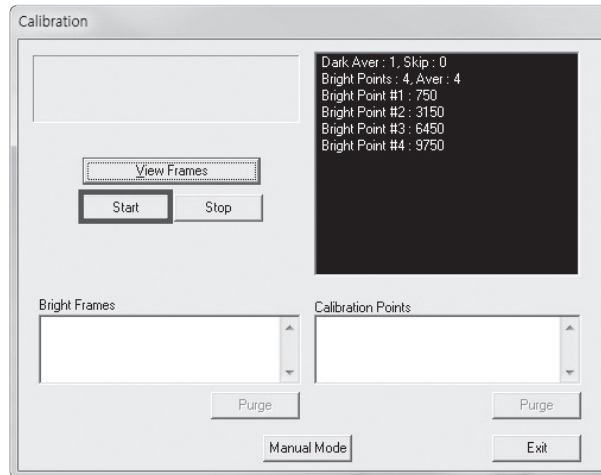 Calibration
Dark Aver : 1, Skip : 0
Bright Points : 4, Aver : 4
Bright Point #1 : 750
Bright Point #2 : 3150
Bright Point #3 : 6450
Bright Point #4 : 9750
View Frames
Start
Stop
Bright Frames
Calibration Points
Purge
Purge
Manual Mode
Exit